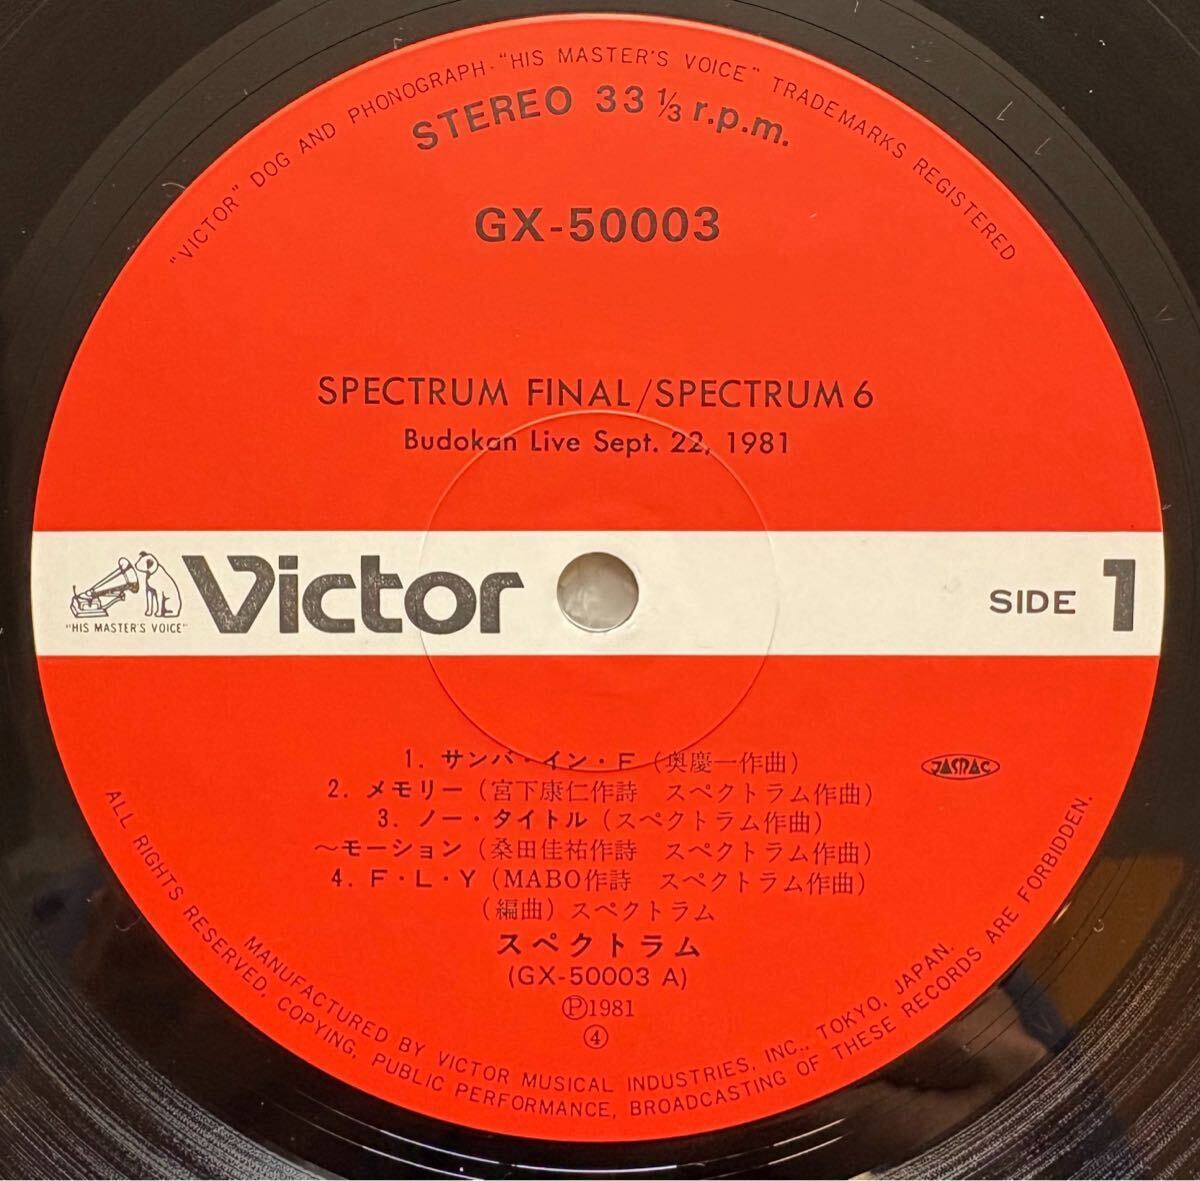 "VICTOR" DOG AND PHONOGRAPH-"HIS MASTER'S VOICE" TRADEMARKS REGISTERED
STEREO 33⅓ r.p.m.
GX-50003
SPECTRUM FINAL/SPECTRUM 6
Budokan Live Sept. 22, 1981
"HIS MASTER'S VOICE"
Victor
SIDE 1
1. サンバ・イン・F (奥慶一作曲)
JASRAC
2. メモリー (宮下康仁作詩 スペクトラム作曲)
3. ノー・タイトル (スペクトラム作曲)
～モーション (桑田佳祐作詩 スペクトラム作曲)
4. F・L・Y (MABO作詩 スペクトラム作曲)
(編曲) スペクトラム
スペクトラム
(GX-50003 A)
Ⓟ1981
④
MANUFACTURED BY VICTOR MUSICAL INDUSTRIES, INC., TOKYO, JAPAN.
ALL RIGHTS RESERVED, COPYING, PUBLIC PERFORMANCE, BROADCASTING OF THESE RECORDS ARE FORBIDDEN.